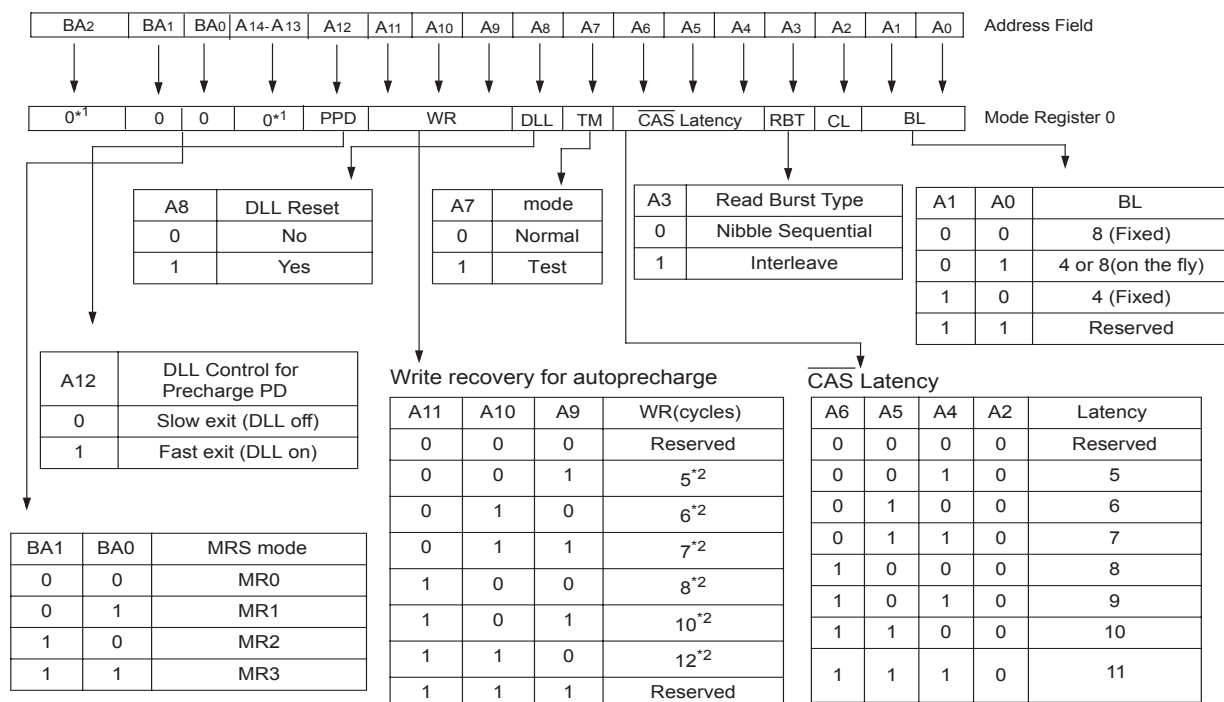 BA2 BA1 BA0 A14-A13 A12 A11 A10 A9 A8 A7 A6 A5 A4 A3 A2 A1 A0 Address Field
0*1 0 0 0*1 PPD WR DLL TM CAS Latency RBT CL BL Mode Register 0
A8 DLL Reset
0 No
1 Yes
A7 mode
0 Normal
1 Test
A3 Read Burst Type
0 Nibble Sequential
1 Interleave
A1 A0 BL
0 0 8 (Fixed)
0 1 4 or 8(on the fly)
1 0 4 (Fixed)
1 1 Reserved
A12 DLL Control for
Precharge PD
0 Slow exit (DLL off)
1 Fast exit (DLL on)
Write recovery for autoprecharge
A11 A10 A9 WR(cycles)
0 0 0 Reserved
0 0 1 5*2
0 1 0 6*2
0 1 1 7*2
1 0 0 8*2
1 0 1 10*2
1 1 0 12*2
1 1 1 Reserved
CAS Latency
A6 A5 A4 A2 Latency
0 0 0 0 Reserved
0 0 1 0 5
0 1 0 0 6
0 1 1 0 7
1 0 0 0 8
1 0 1 0 9
1 1 0 0 10
1 1 1 0 11
BA1 BA0 MRS mode
0 0 MR0
0 1 MR1
1 0 MR2
1 1 MR3